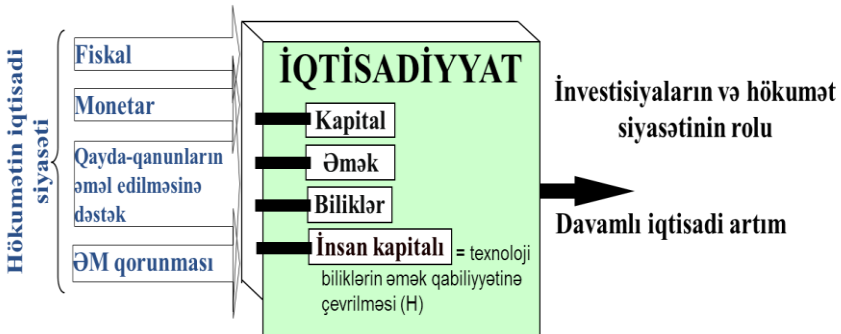 Hökumətin iqtisadi
siyasəti
Fiskal
Monetar
Qayda-qanunların
əməl edilməsinə
dəstək
ƏM qorunması
İQTİSADİYYAT
Kapital
Əmək
Biliklər
İnsan kapitalı = texnoloji
biliklərin əmək qabiliyyətinə
çevrilməsi (H)
İnvestisiyaların və hökumət
siyasətinin rolu
Davamlı iqtisadi artım